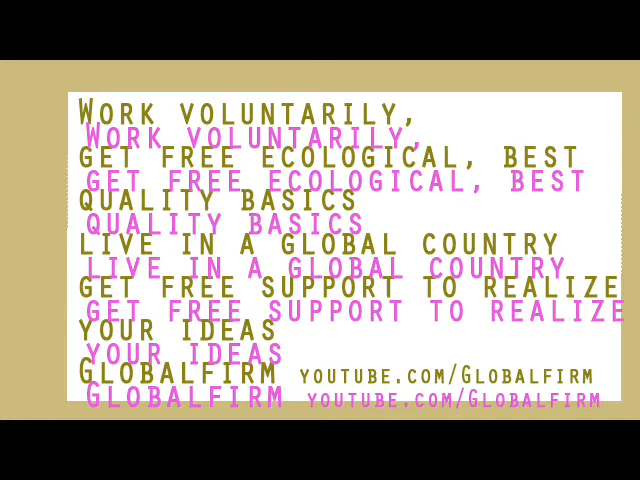 Work voluntarily,
Work voluntarily,
get free ecological, best
get free ecological, best
quality basics
quality basics
live in a global country
live in a global country
get free support to realize
get free support to realize
your ideas
your ideas
Globalfirm youtube.com/Globalfirm
Globalfirm youtube.com/Globalfirm